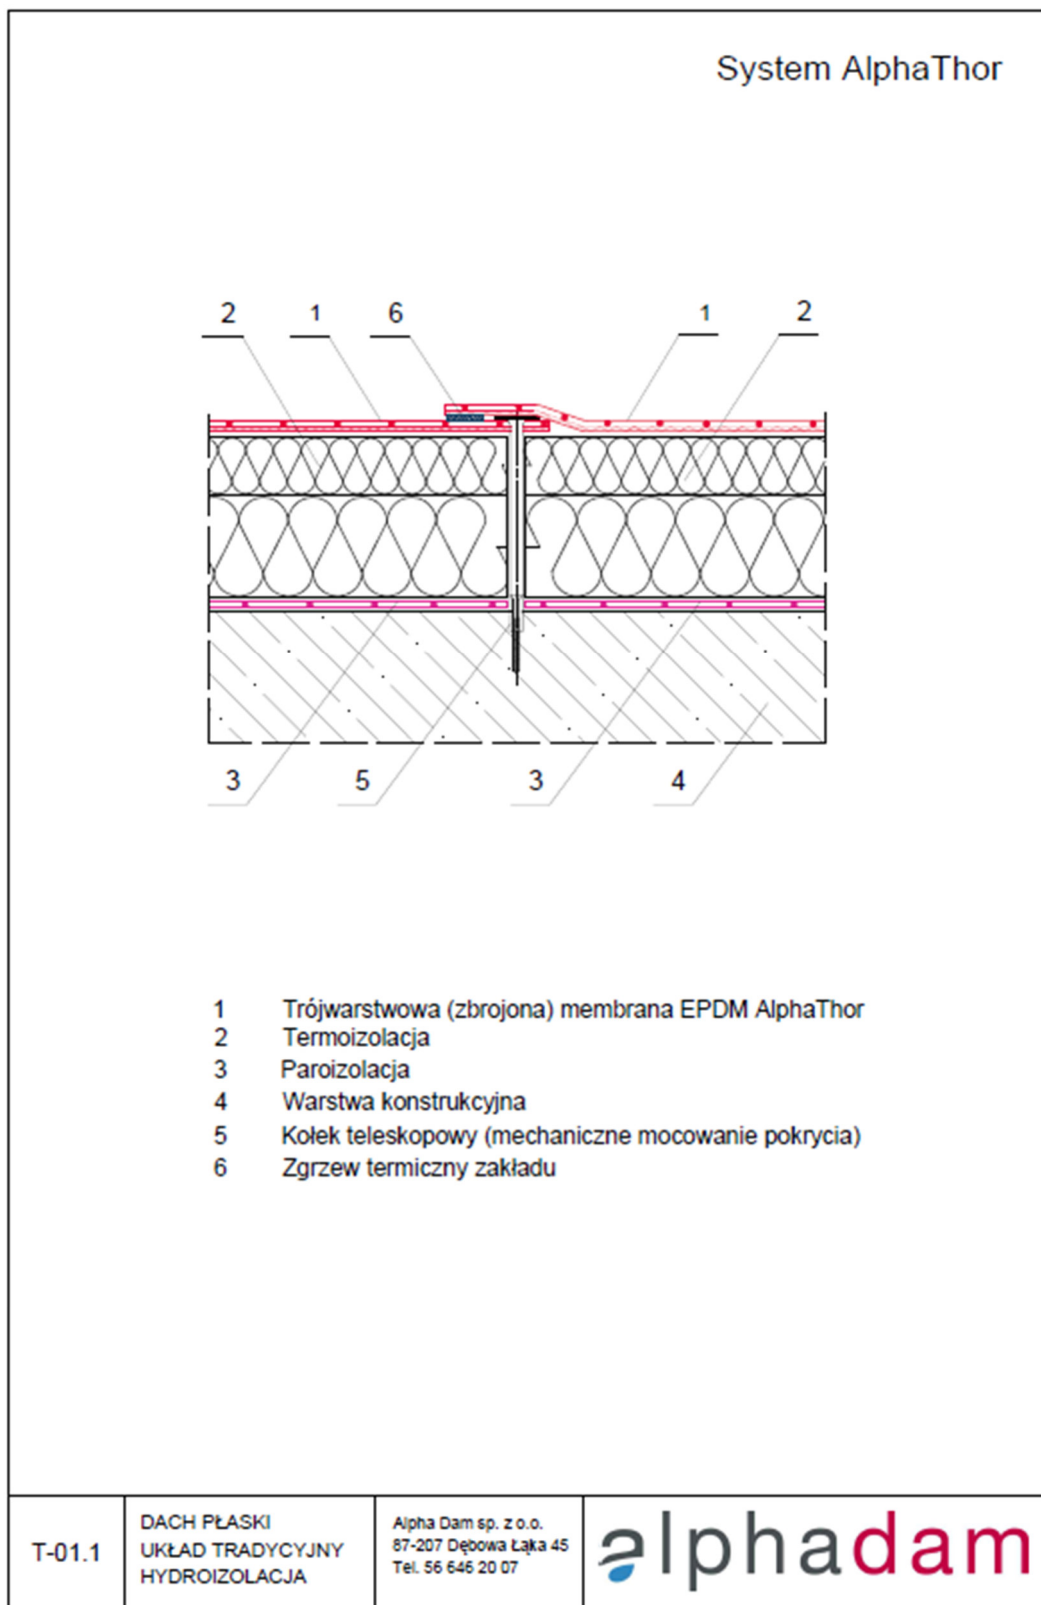 System AlphaThor
2 1 6 1 2
3 5 3 4
1 Trójwarstwowa (zbrojona) membrana EPDM AlphaThor
2 Termoizolacja
3 Paroizolacja
4 Warstwa konstrukcyjna
5 Kołek teleskopowy (mechaniczne mocowanie pokrycia)
6 Zgrzew termiczny zakładu
T-01.1
DACH PŁASKI
UKŁAD TRADYCYJNY
HYDROIZOLACJA
Alpha Dam sp. z o.o.
87-207 Dębowa Łąka 45
Tel. 56 646 20 07
alphadam